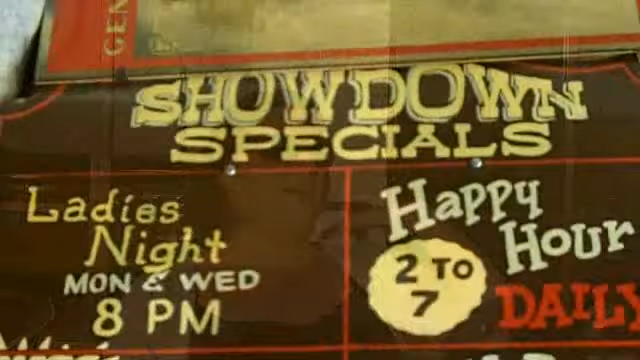 SHOWDOWN
SPECIALS
Ladies
Night
MON & WED
8 PM
Happy
Hour
2 TO
7
DAILY